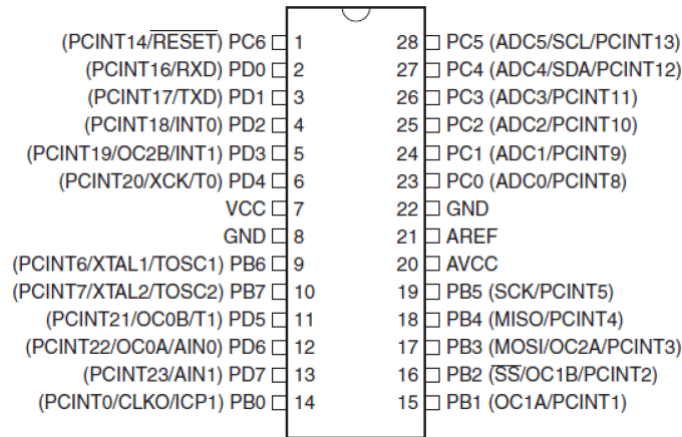 (PCINT14/RESET) PC6 1 28 PC5 (ADC5/SCL/PCINT13)
(PCINT16/RXD) PD0 2 27 PC4 (ADC4/SDA/PCINT12)
(PCINT17/TXD) PD1 3 26 PC3 (ADC3/PCINT11)
(PCINT18/INT0) PD2 4 25 PC2 (ADC2/PCINT10)
(PCINT19/OC2B/INT1) PD3 5 24 PC1 (ADC1/PCINT9)
(PCINT20/XCK/T0) PD4 6 23 PC0 (ADC0/PCINT8)
VCC 7 22 GND
GND 8 21 AREF
(PCINT6/XTAL1/TOSC1) PB6 9 20 AVCC
(PCINT7/XTAL2/TOSC2) PB7 10 19 PB5 (SCK/PCINT5)
(PCINT21/OC0B/T1) PD5 11 18 PB4 (MISO/PCINT4)
(PCINT22/OC0A/AIN0) PD6 12 17 PB3 (MOSI/OC2A/PCINT3)
(PCINT23/AIN1) PD7 13 16 PB2 (SS/OC1B/PCINT2)
(PCINT0/CLKO/ICP1) PB0 14 15 PB1 (OC1A/PCINT1)